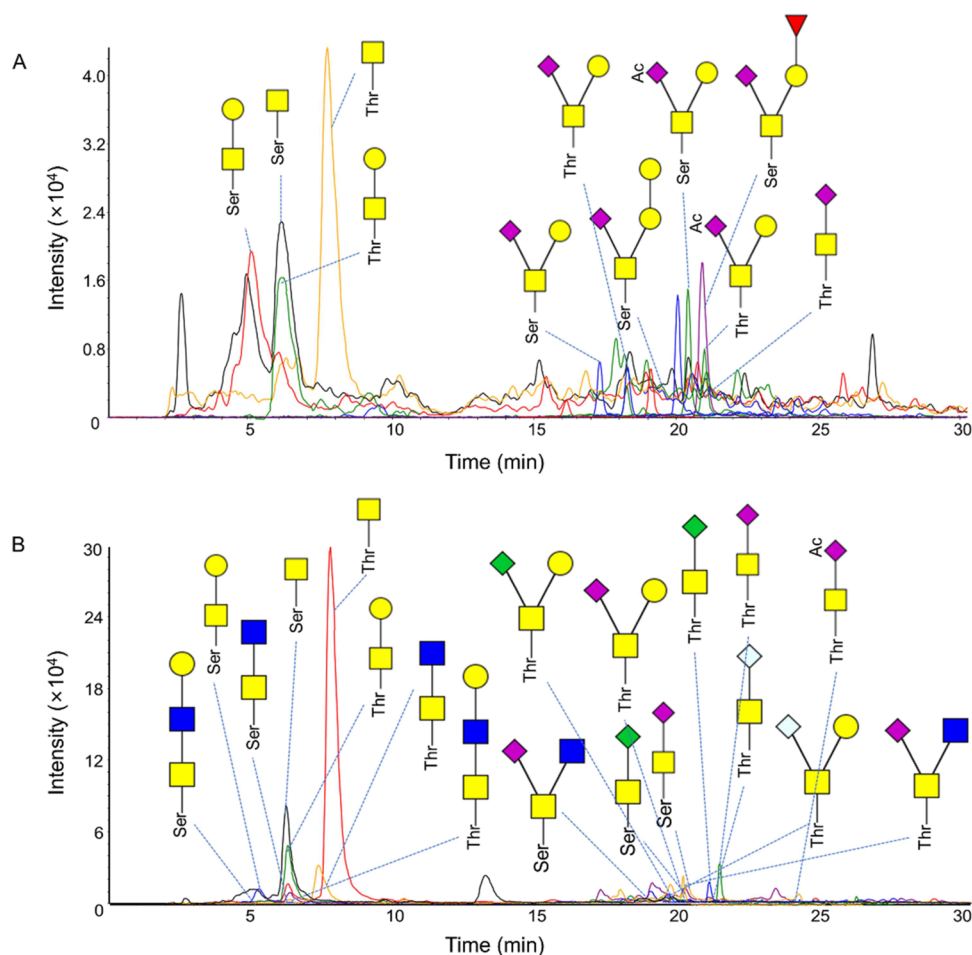 A
Intensity (×10⁴)
4.0
3.2
2.4
1.6
0.8
0
Ser
Ser
Thr
Thr
Ser
Thr
Ser
Ac
Ser
Ser
Ac
Thr
Thr
5
10
15
20
25
30
Time (min)
B
Intensity (×10⁴)
30
24
18
12
6
0
Ser
Ser
Ser
Ser
Thr
Thr
Thr
Thr
Thr
Ser
Thr
Ser
Ser
Thr
Thr
Thr
Thr
Ac
Thr
Thr
5
10
15
20
25
30
Time (min)